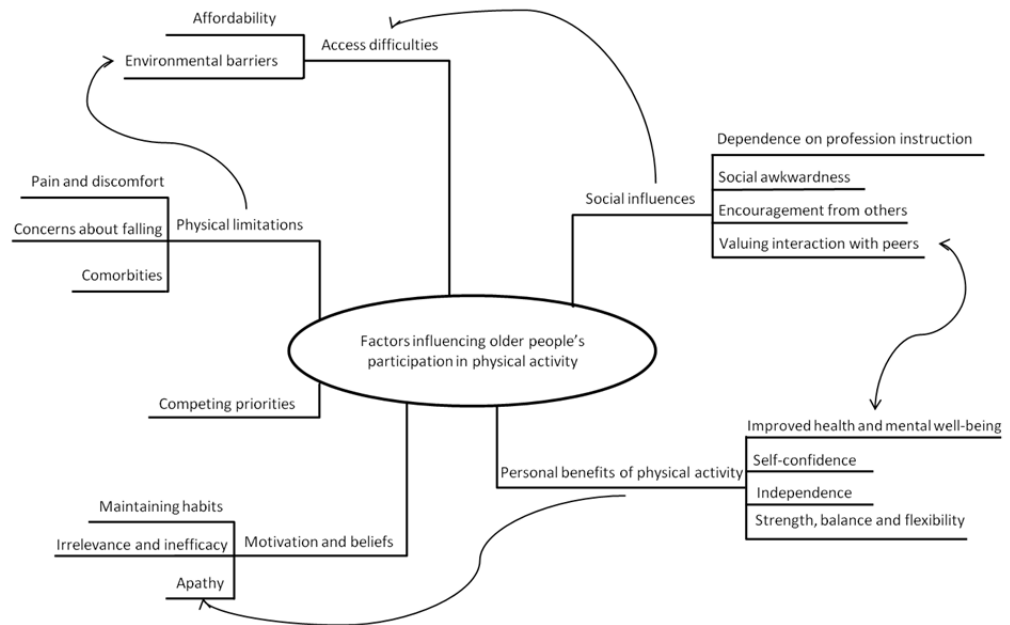 Affordability
Access difficulties
Environmental barriers
Dependence on profession instruction
Social awkwardness
Social influences
Encouragement from others
Valuing interaction with peers
Pain and discomfort
Physical limitations
Concerns about falling
Comorbities
Factors influencing older people's
participation in physical activity
Competing priorities
Improved health and mental well-being
Self-confidence
Personal benefits of physical activity
Independence
Strength, balance and flexibility
Maintaining habits
Irrelevance and inefficacy
Motivation and beliefs
Apathy